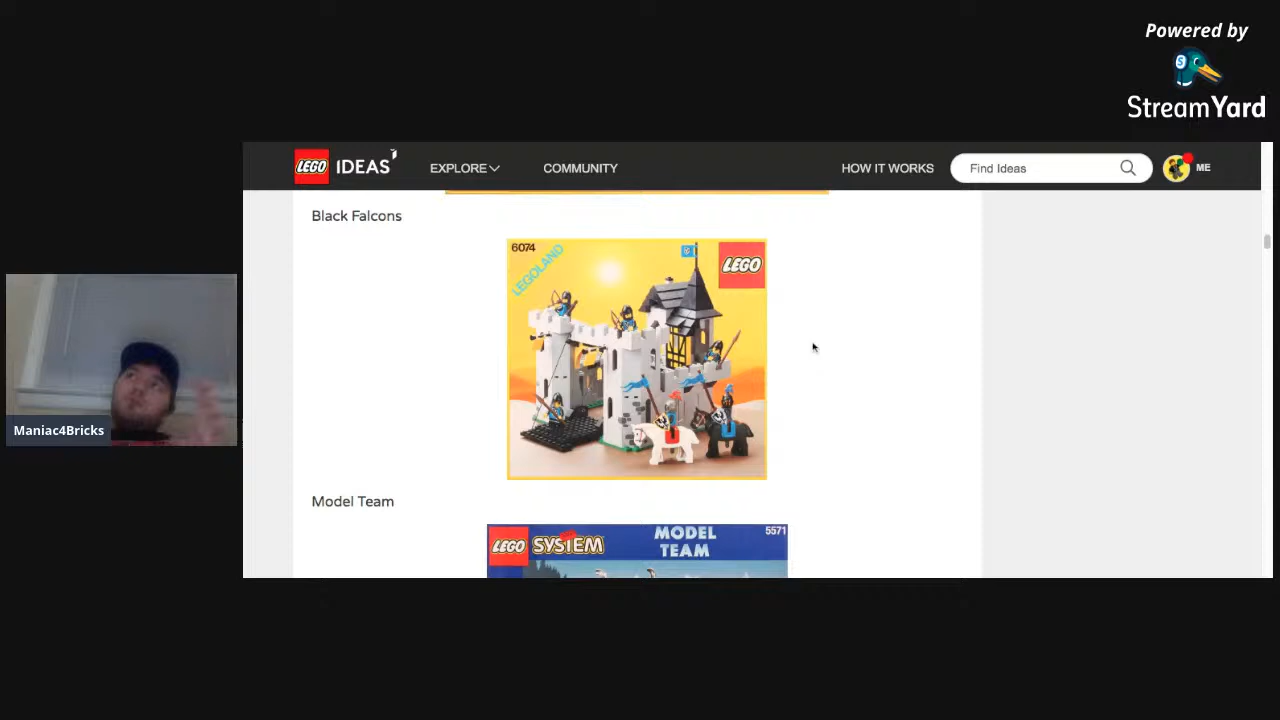 Powered by
StreamYard
LEGO IDEAS
EXPLORE
COMMUNITY
HOW IT WORKS
Find Ideas
ME
Black Falcons
6074
LEGOLAND
LEGO
Maniac4Bricks
Model Team
LEGO SYSTEM
MODEL
TEAM
5571